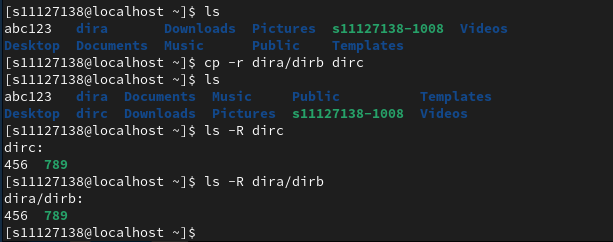 [s11127138@localhost ~]$ ls
abc123   dira       Downloads  Pictures  s11127138-1008  Videos
Desktop  Documents  Music      Public    Templates
[s11127138@localhost ~]$ cp -r dira/dirb dirc
[s11127138@localhost ~]$ ls
abc123   dira  Documents  Music     Public          Templates
Desktop  dirc  Downloads  Pictures  s11127138-1008  Videos
[s11127138@localhost ~]$ ls -R dirc
dirc:
456  789
[s11127138@localhost ~]$ ls -R dira/dirb
dira/dirb:
456  789
[s11127138@localhost ~]$